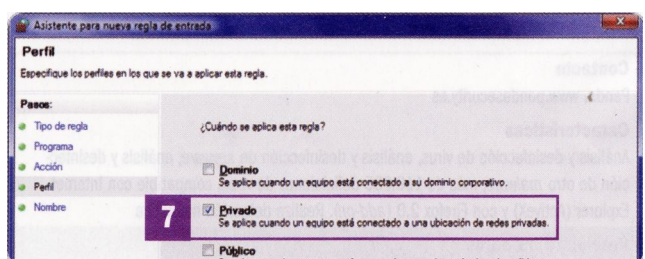 Asistente para nueva regla de entrada
Perfil
Especifique los perfiles en los que se va a aplicar esta regla.
Pasos:
Tipo de regla
Programa
Acción
Perfil
Nombre
¿Cuándo se aplica esta regla?
Dominio
Se aplica cuando un equipo está conectado a su dominio corporativo.
7
Privado
Se aplica cuando un equipo está conectado a una ubicación de redes privadas.
Público